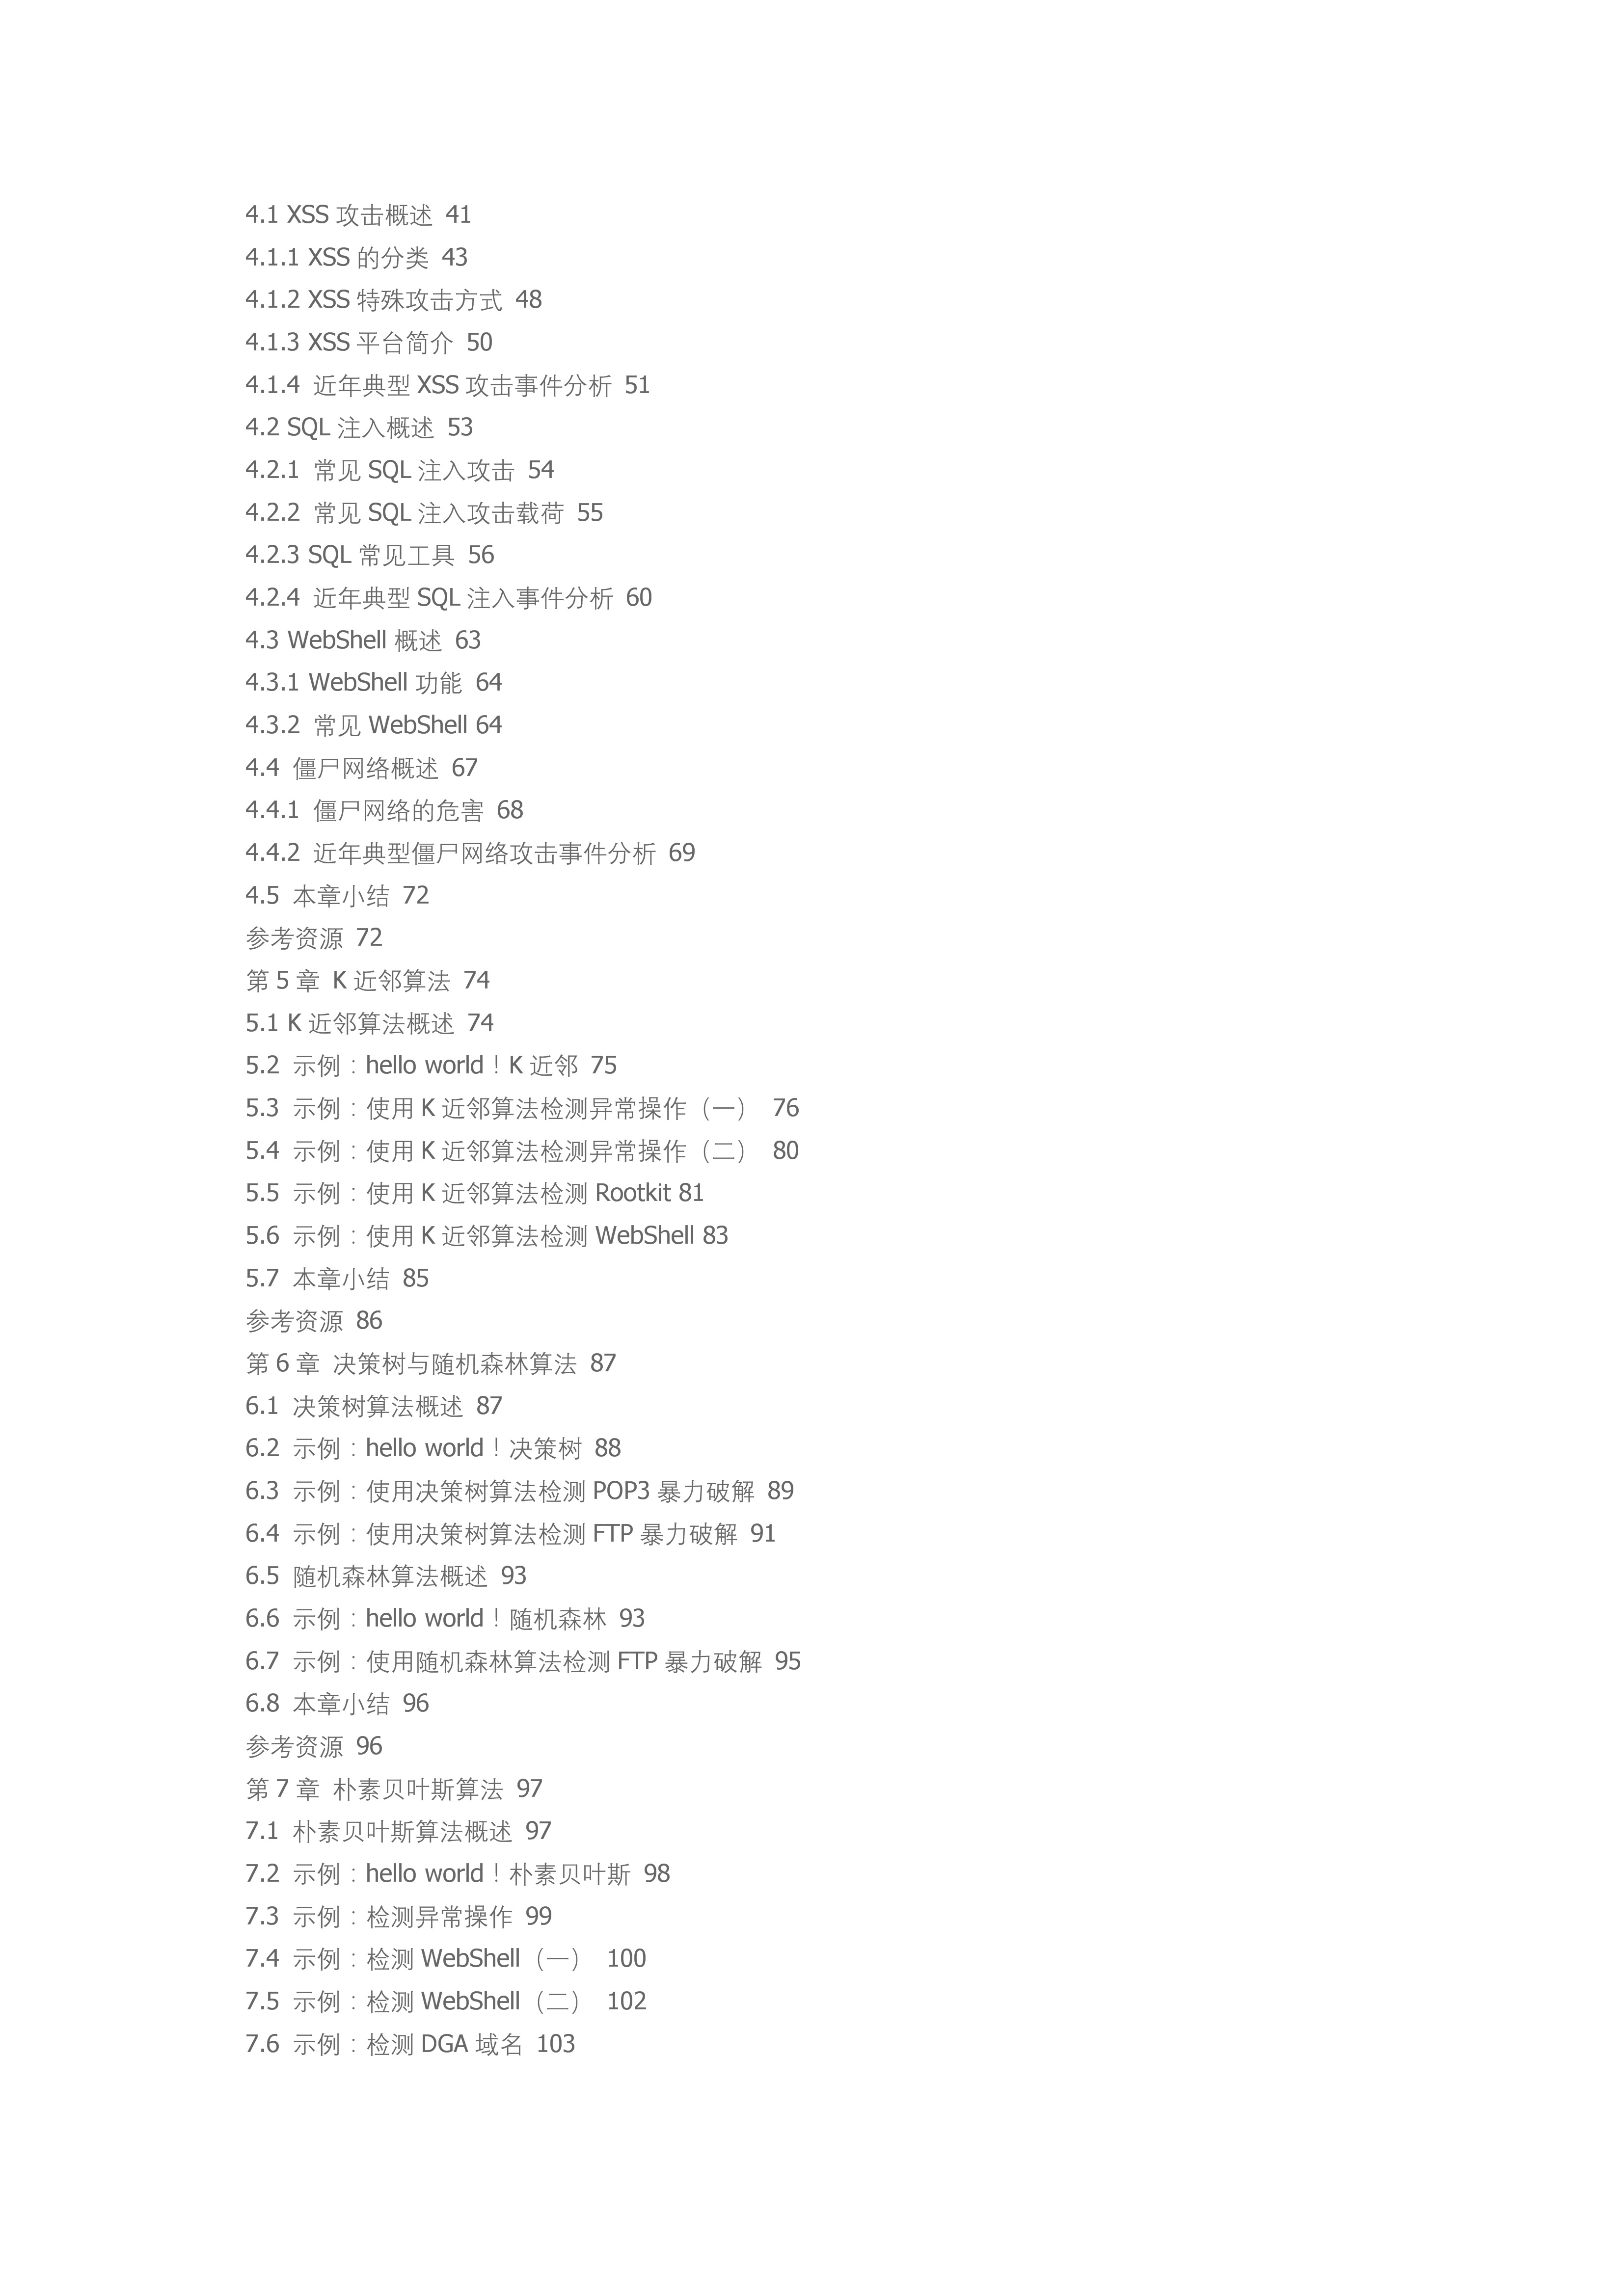 4.1 XSS 攻击概述 41
4.1.1 XSS 的分类 43
4.1.2 XSS 特殊攻击方式 48
4.1.3 XSS 平台简介 50
4.1.4 近年典型 XSS 攻击事件分析 51
4.2 SQL 注入概述 53
4.2.1 常见 SQL 注入攻击 54
4.2.2 常见 SQL 注入攻击载荷 55
4.2.3 SQL 常见工具 56
4.2.4 近年典型 SQL 注入事件分析 60
4.3 WebShell 概述 63
4.3.1 WebShell 功能 64
4.3.2 常见 WebShell 64
4.4 僵尸网络概述 67
4.4.1 僵尸网络的危害 68
4.4.2 近年典型僵尸网络攻击事件分析 69
4.5 本章小结 72
参考资源 72
第 5 章 K 近邻算法 74
5.1 K 近邻算法概述 74
5.2 示例：hello world！K 近邻 75
5.3 示例：使用 K 近邻算法检测异常操作（一） 76
5.4 示例：使用 K 近邻算法检测异常操作（二） 80
5.5 示例：使用 K 近邻算法检测 Rootkit 81
5.6 示例：使用 K 近邻算法检测 WebShell 83
5.7 本章小结 85
参考资源 86
第 6 章 决策树与随机森林算法 87
6.1 决策树算法概述 87
6.2 示例：hello world！决策树 88
6.3 示例：使用决策树算法检测 POP3 暴力破解 89
6.4 示例：使用决策树算法检测 FTP 暴力破解 91
6.5 随机森林算法概述 93
6.6 示例：hello world！随机森林 93
6.7 示例：使用随机森林算法检测 FTP 暴力破解 95
6.8 本章小结 96
参考资源 96
第 7 章 朴素贝叶斯算法 97
7.1 朴素贝叶斯算法概述 97
7.2 示例：hello world！朴素贝叶斯 98
7.3 示例：检测异常操作 99
7.4 示例：检测 WebShell（一） 100
7.5 示例：检测 WebShell（二） 102
7.6 示例：检测 DGA 域名 103